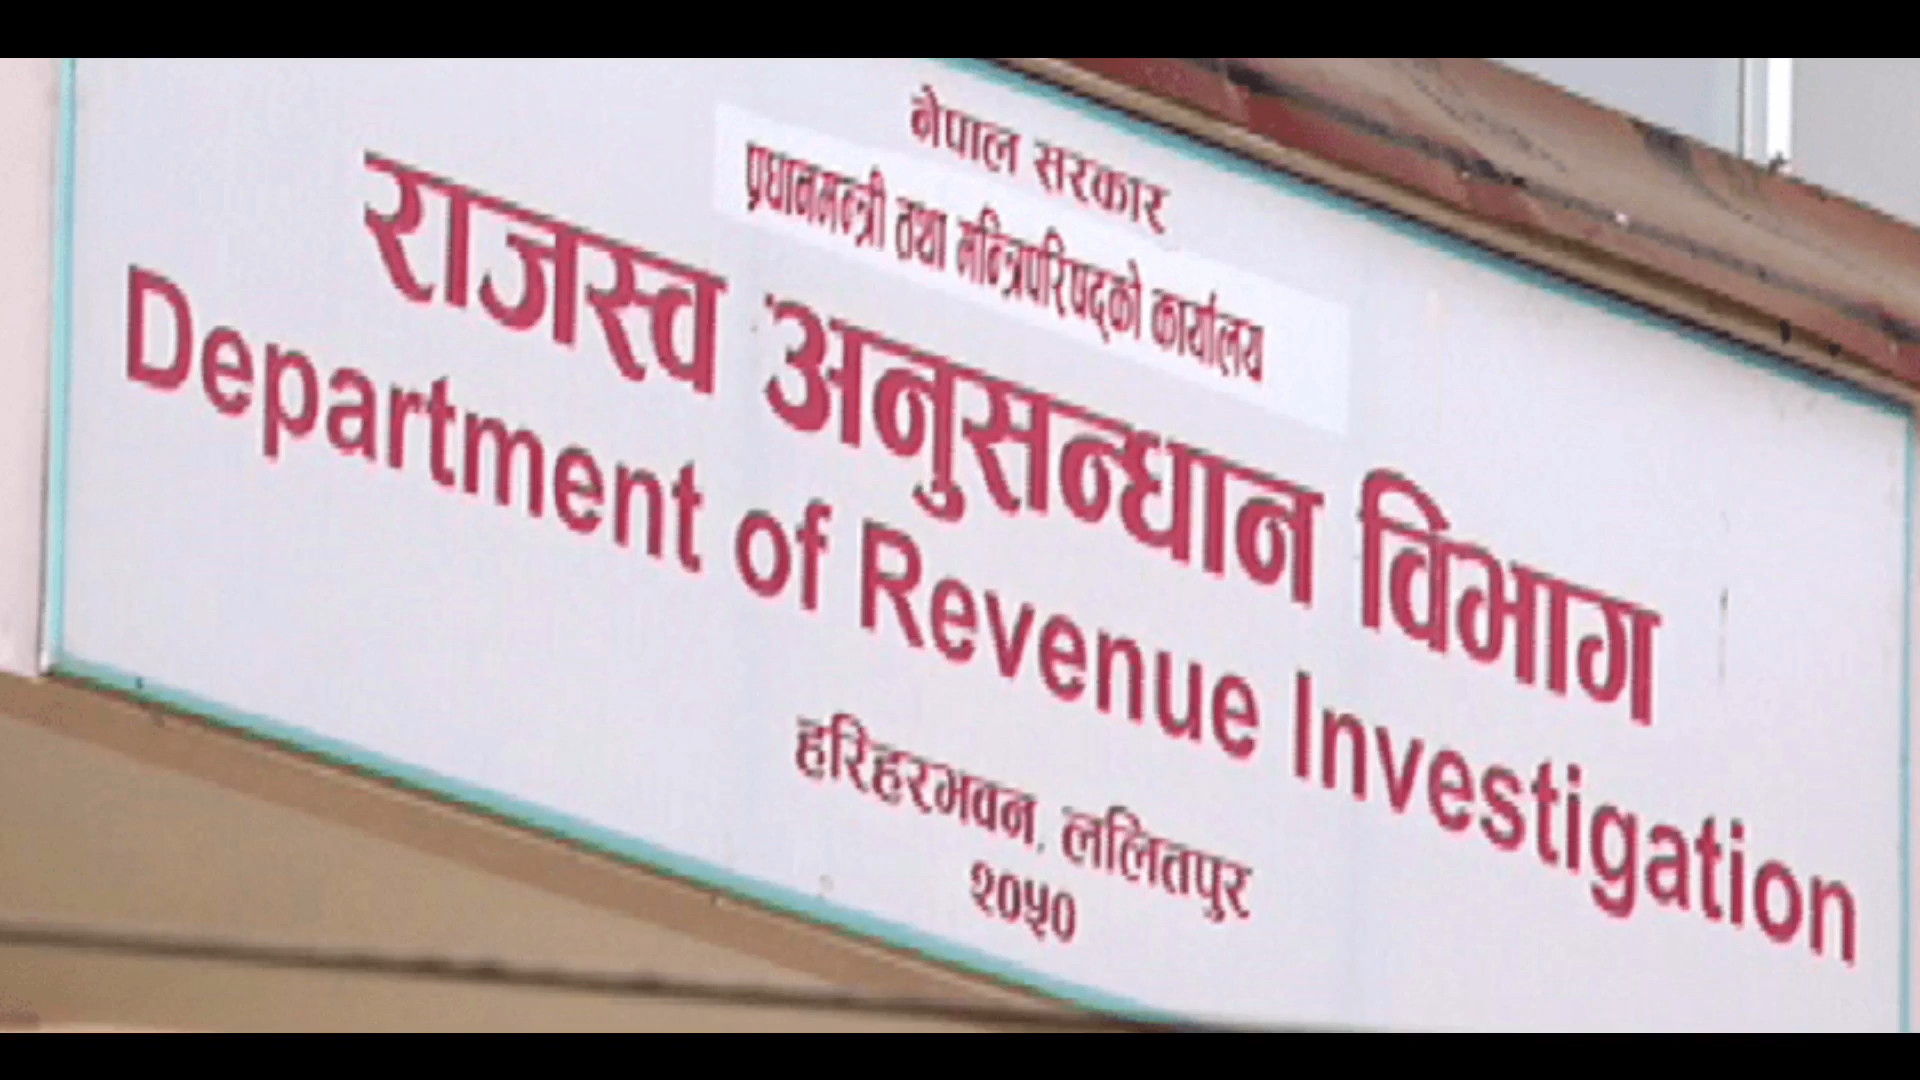 नेपाल सरकार
प्रधानमन्त्री तथा मन्त्रिपरिषद्को कार्यालय
राजस्व अनुसन्धान विभाग
Department of Revenue Investigation
हरिहरभवन, ललितपुर
२०५०